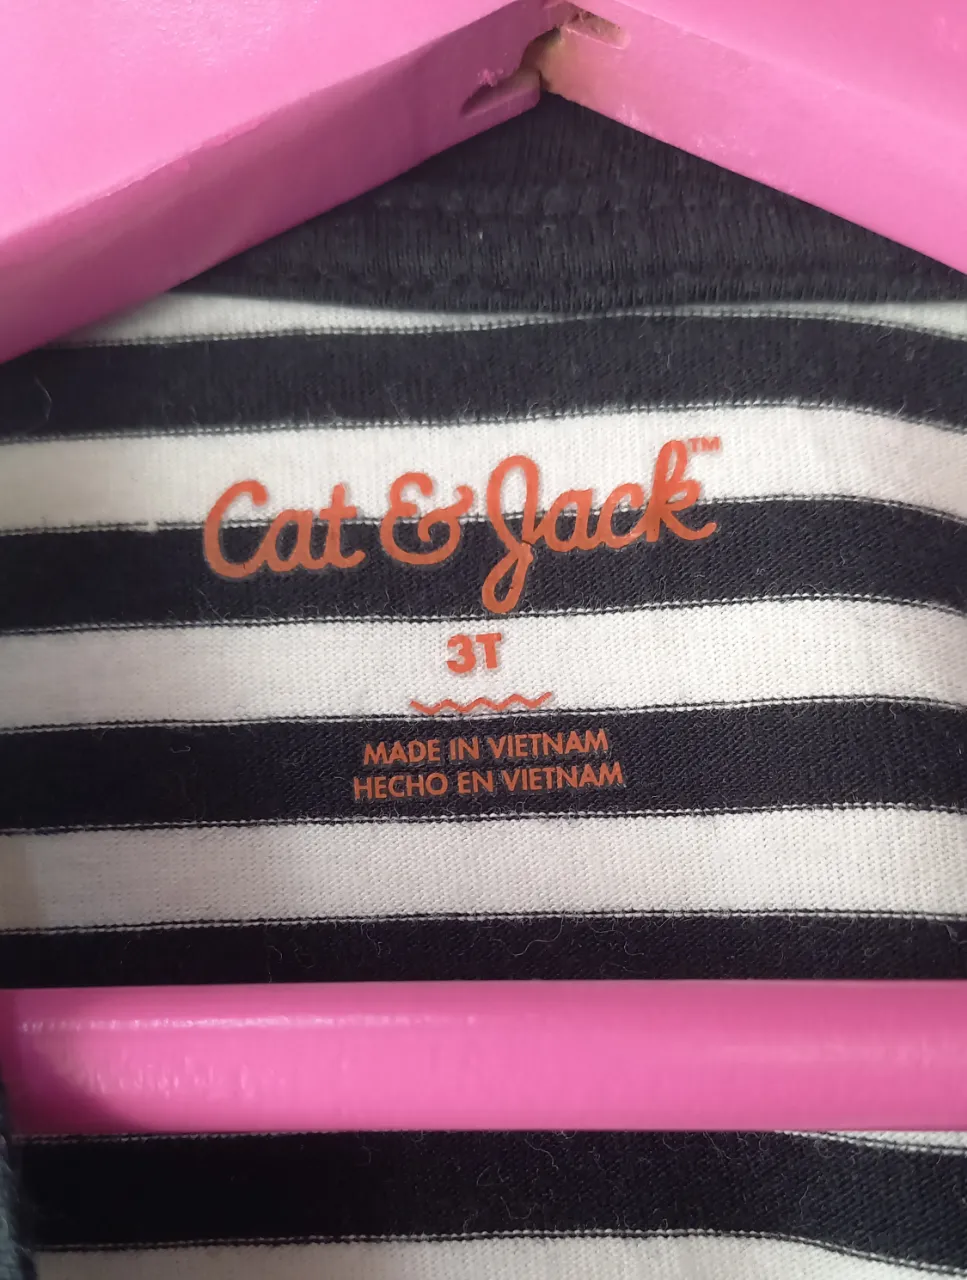 Cat & Jack™
3T
MADE IN VIETNAM
HECHO EN VIETNAM